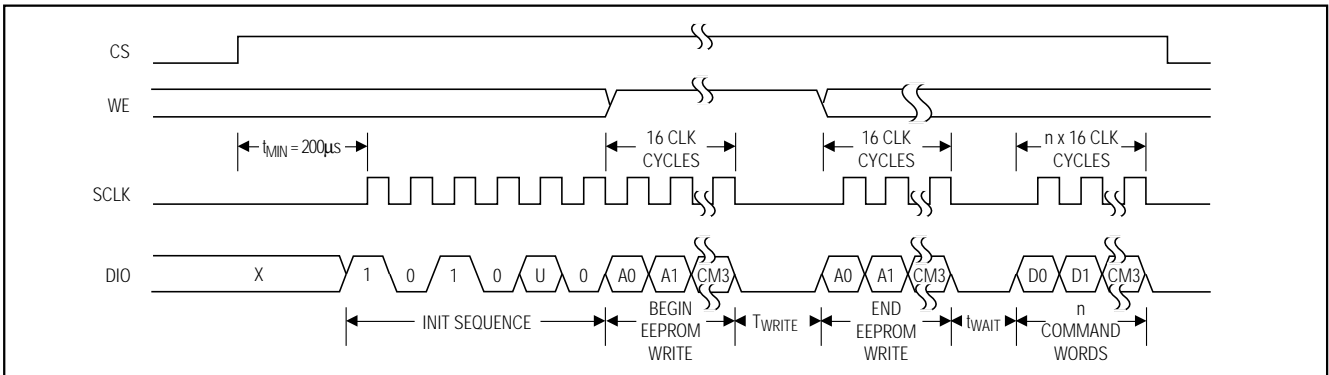 CS
WE
tMIN = 200µs
16 CLK
CYCLES
16 CLK
CYCLES
n x 16 CLK
CYCLES
SCLK
DIO
X
1
0
1
0
U
0
A0
A1
CM3
A0
A1
CM3
D0
D1
CM3
INIT SEQUENCE
BEGIN
EEPROM
WRITE
TWRITE
END
EEPROM
WRITE
tWAIT
n
COMMAND
WORDS